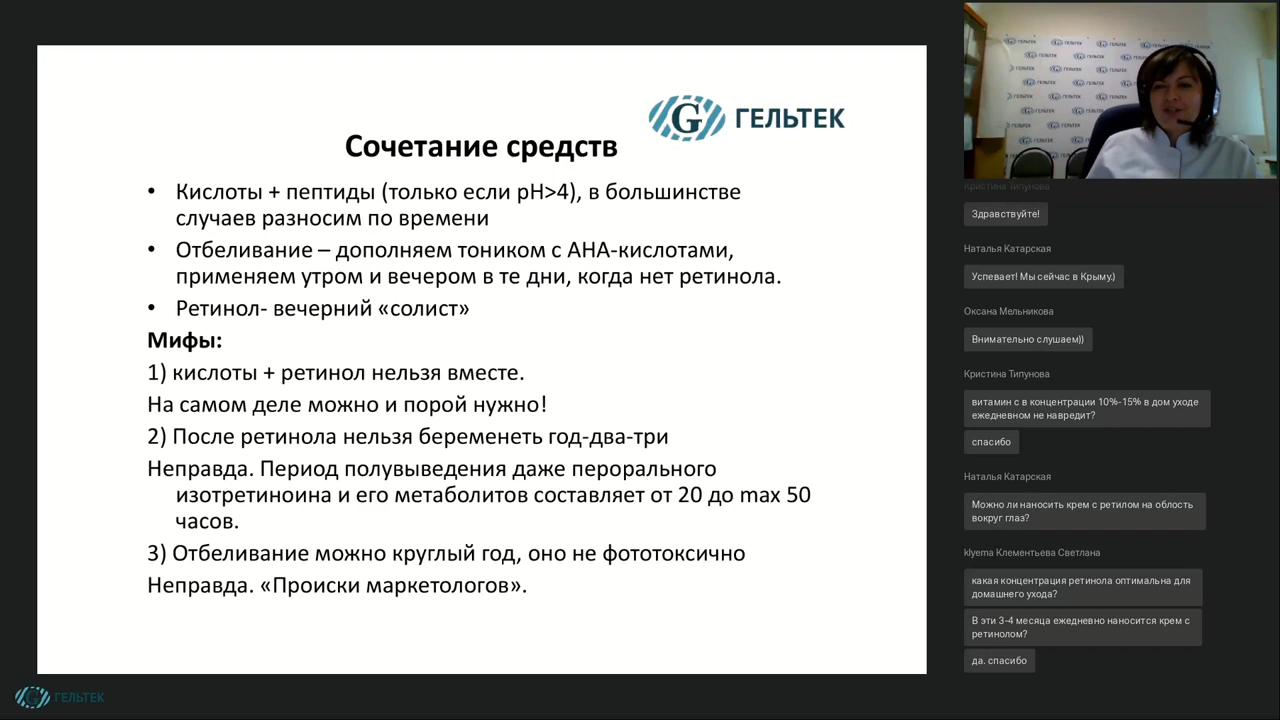 ГЕЛЬТЕК
Сочетание средств
• Кислоты + пептиды (только если pH>4), в большинстве
случаев разносим по времени
• Отбеливание – дополняем тоником с АНА-кислотами,
применяем утром и вечером в те дни, когда нет ретинола.
• Ретинол- вечерний «солист»
Мифы:
1) кислоты + ретинол нельзя вместе.
На самом деле можно и порой нужно!
2) После ретинола нельзя беременеть год-два-три
Неправда. Период полувыведения даже перорального
изотретиноина и его метаболитов составляет от 20 до max 50
часов.
3) Отбеливание можно круглый год, оно не фототоксично
Неправда. «Происки маркетологов».
ГЕЛЬТЕК
Кристина Типунова
Здравствуйте!
Наталья Катарская
Успевает! Мы сейчас в Крыму.)
Оксана Мельникова
Внимательно слушаем))
Кристина Типунова
витамин с в концентрации 10%-15% в дом уходе
ежедневном не навредит?
спасибо
Наталья Катарская
Можно ли наносить крем с ретилом на облость
вокруг глаз?
klyema Клементьева Светлана
какая концентрация ретинола оптимальна для
домашнего ухода?
В эти 3-4 месяца ежедневно наносится крем с
ретинолом?
да. спасибо